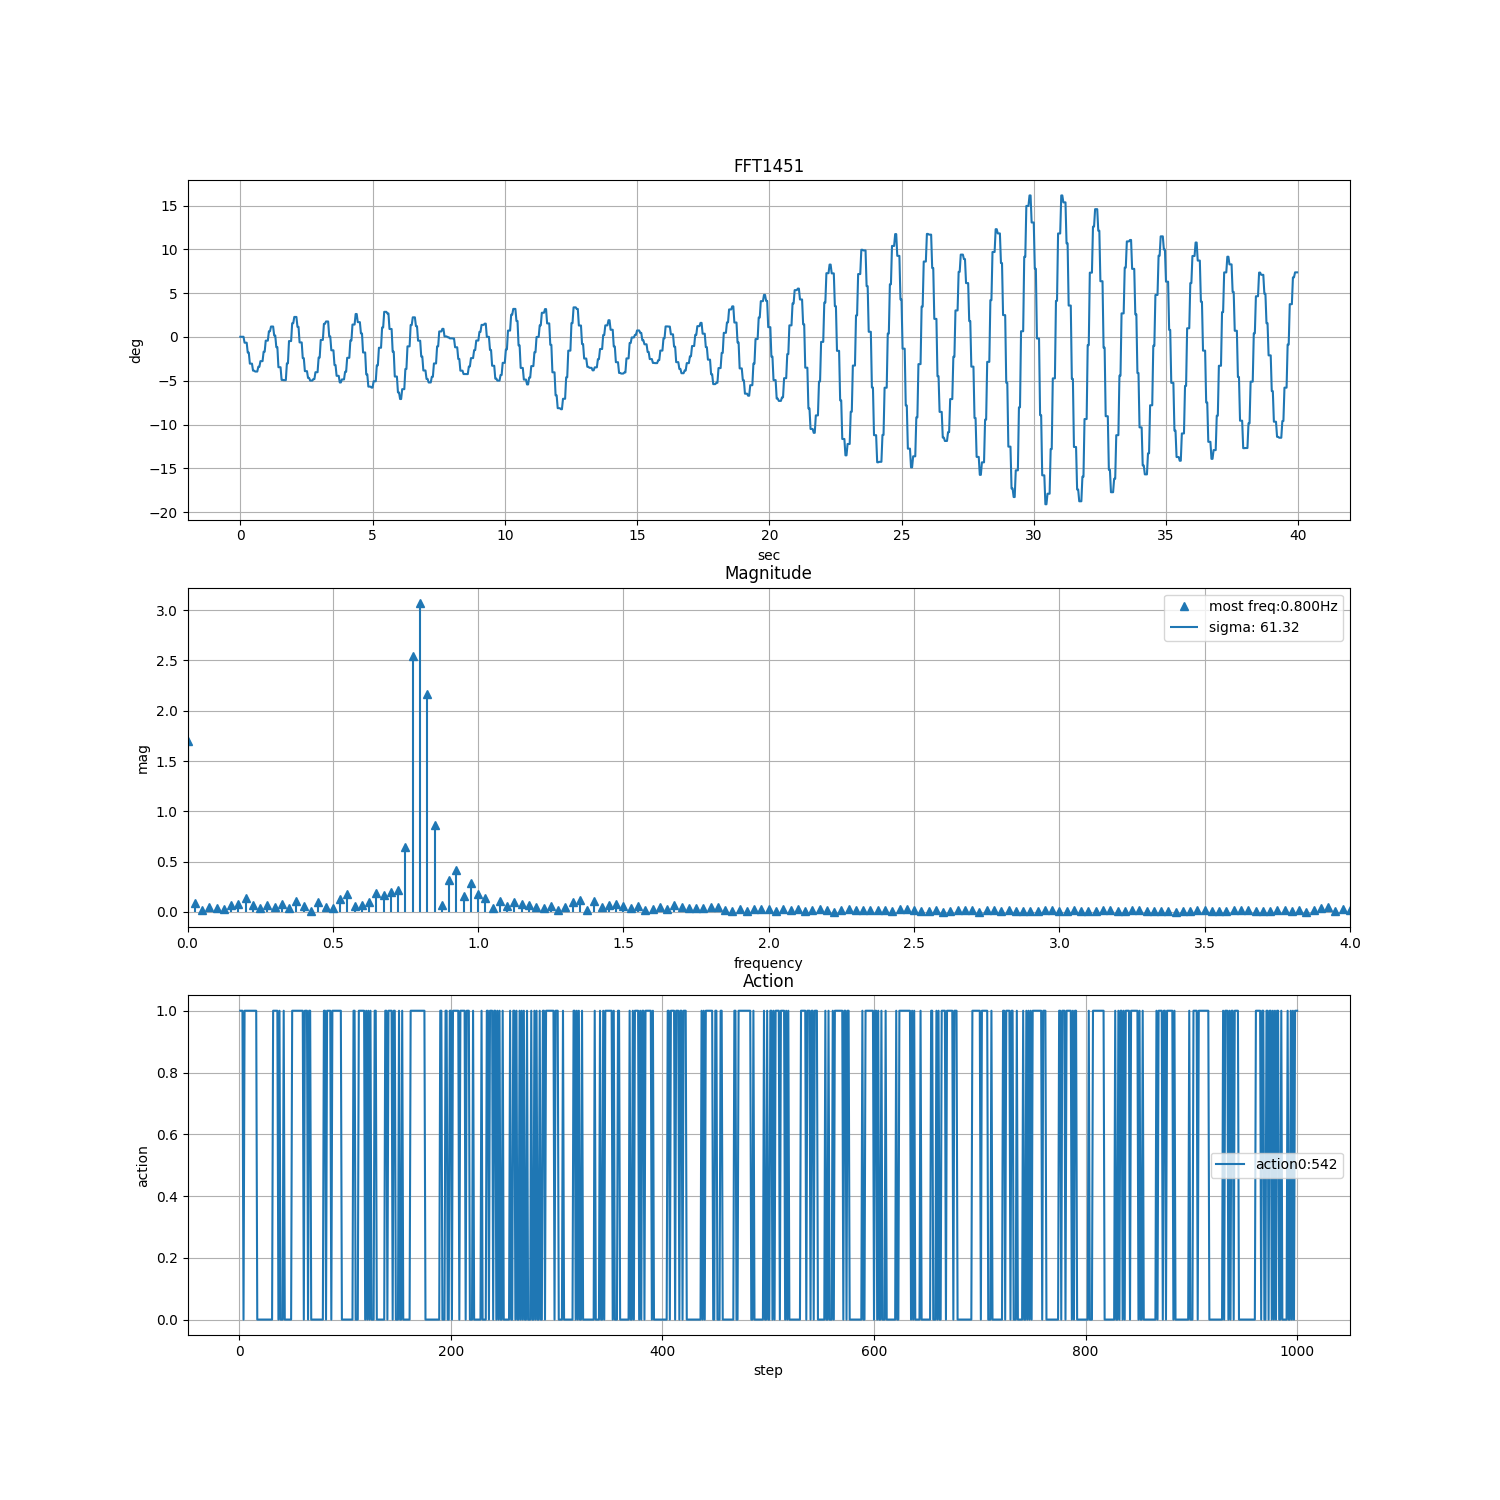 FFT1451
15
10
5
0
−5
−10
−15
−20
deg
0 5 10 15 20 25 30 35 40
sec
Magnitude
most freq:0.800Hz
sigma: 61.32
3.0
2.5
2.0
1.5
1.0
0.5
0.0
mag
0.0 0.5 1.0 1.5 2.0 2.5 3.0 3.5 4.0
frequency
Action
1.0
0.8
0.6
0.4
0.2
0.0
action
action0:542
0 200 400 600 800 1000
step